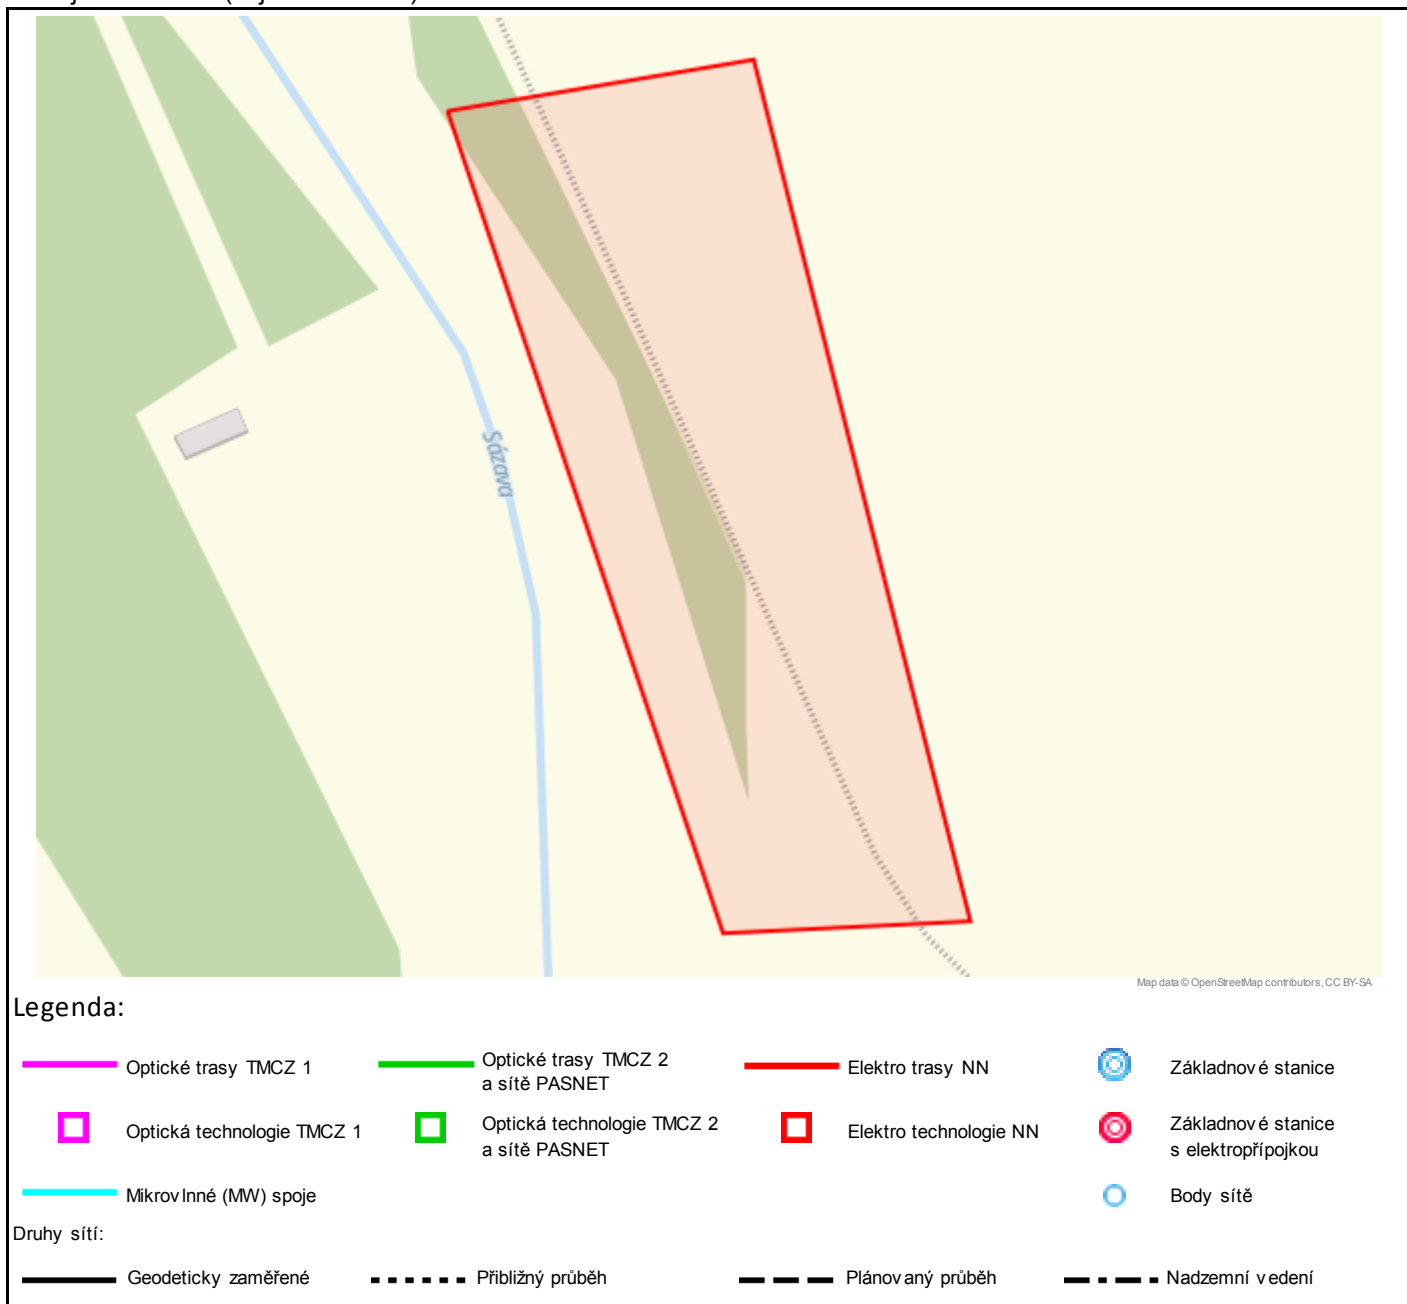 Sázava
Map data © OpenStreetMap contributors, CC BY-SA
Legenda:
Optické trasy TMCZ 1
Optické trasy TMCZ 2
a sítě PASNET
Elektro trasy NN
Základnové stanice
Optická technologie TMCZ 1
Optická technologie TMCZ 2
a sítě PASNET
Elektro technologie NN
Základnové stanice
s elektropřípojkou
Mikrovlnné (MW) spoje
Body sítě
Druhy sítí:
Geodeticky zaměřené
Přibližný průběh
Plánovaný průběh
Nadzemní vedení